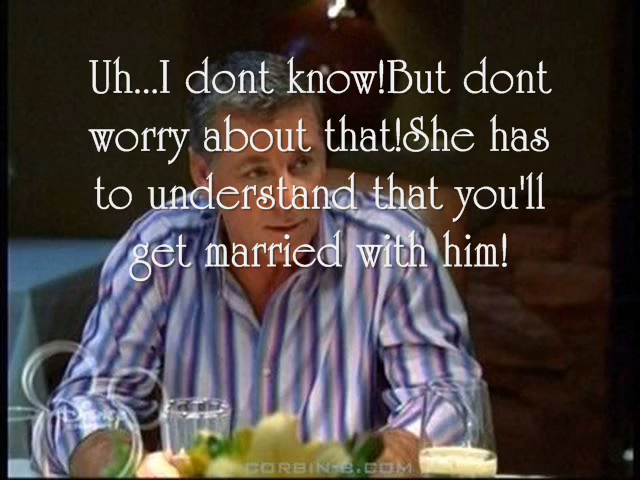 Uh...I dont know!But dont
worry about that!She has
to understand that you'll
get married with him!
CORBIN-B.COM